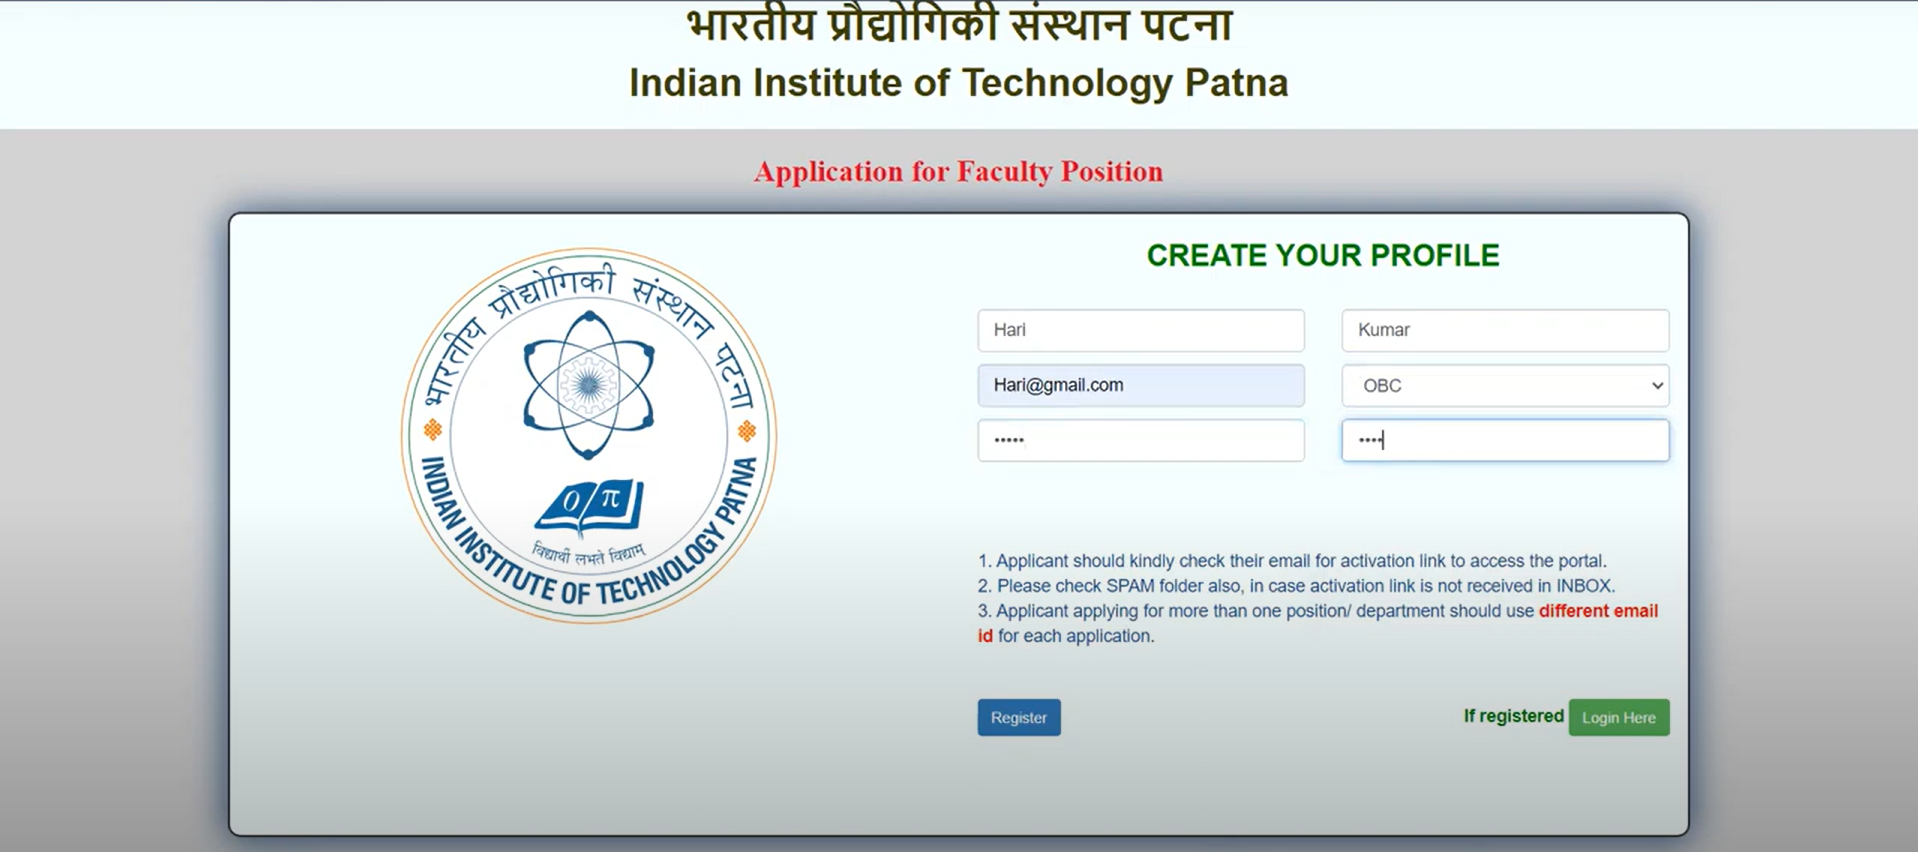 भारतीय प्रौद्योगिकी संस्थान पटना
Indian Institute of Technology Patna
Application for Faculty Position
भारतीय प्रौद्योगिकी संस्थान पटना
0 π
विद्यार्थी लभते विद्याम्
INDIAN INSTITUTE OF TECHNOLOGY PATNA
CREATE YOUR PROFILE
Hari Kumar
Hari@gmail.com OBC
••••• ••••
1. Applicant should kindly check their email for activation link to access the portal.
2. Please check SPAM folder also, in case activation link is not received in INBOX.
3. Applicant applying for more than one position/ department should use different email
id for each application.
Register If registered Login Here